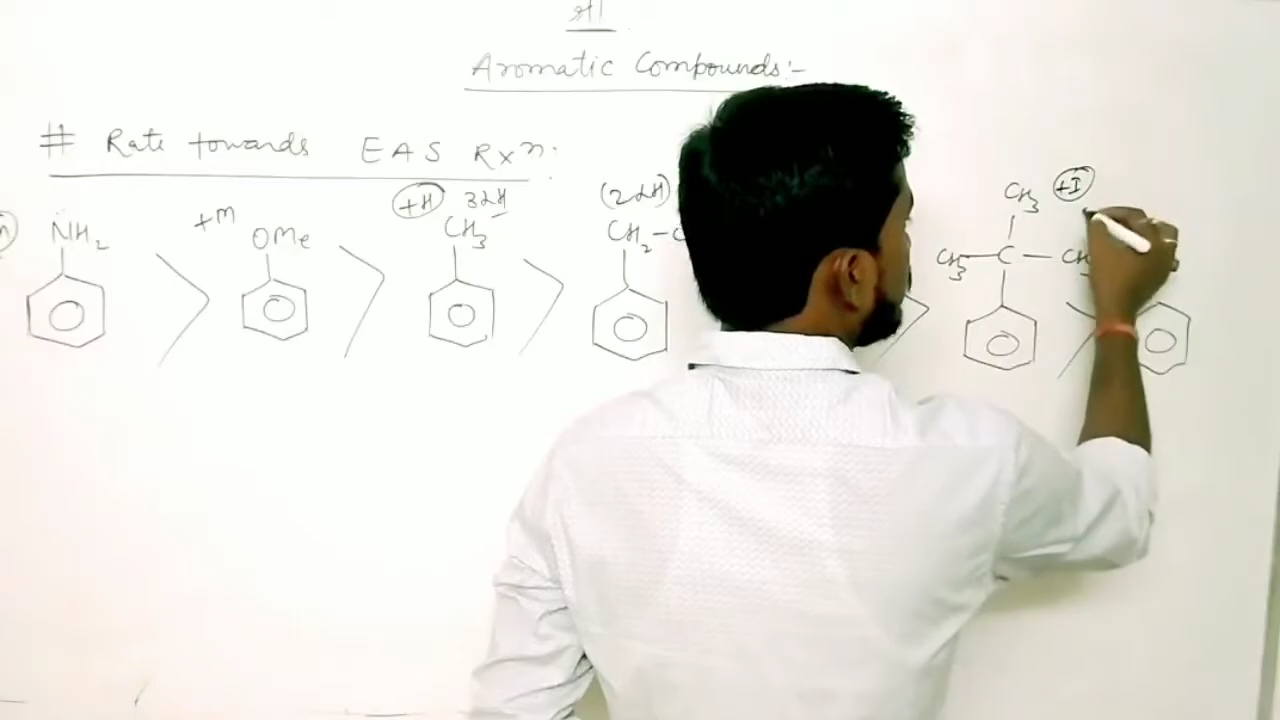 Aromatic Compounds:-
# Rate towards EAS Rxn:
+M +H 3αH (2αH) CH3 +I
NH2 OMe CH3 CH2-C CH3-C-CH